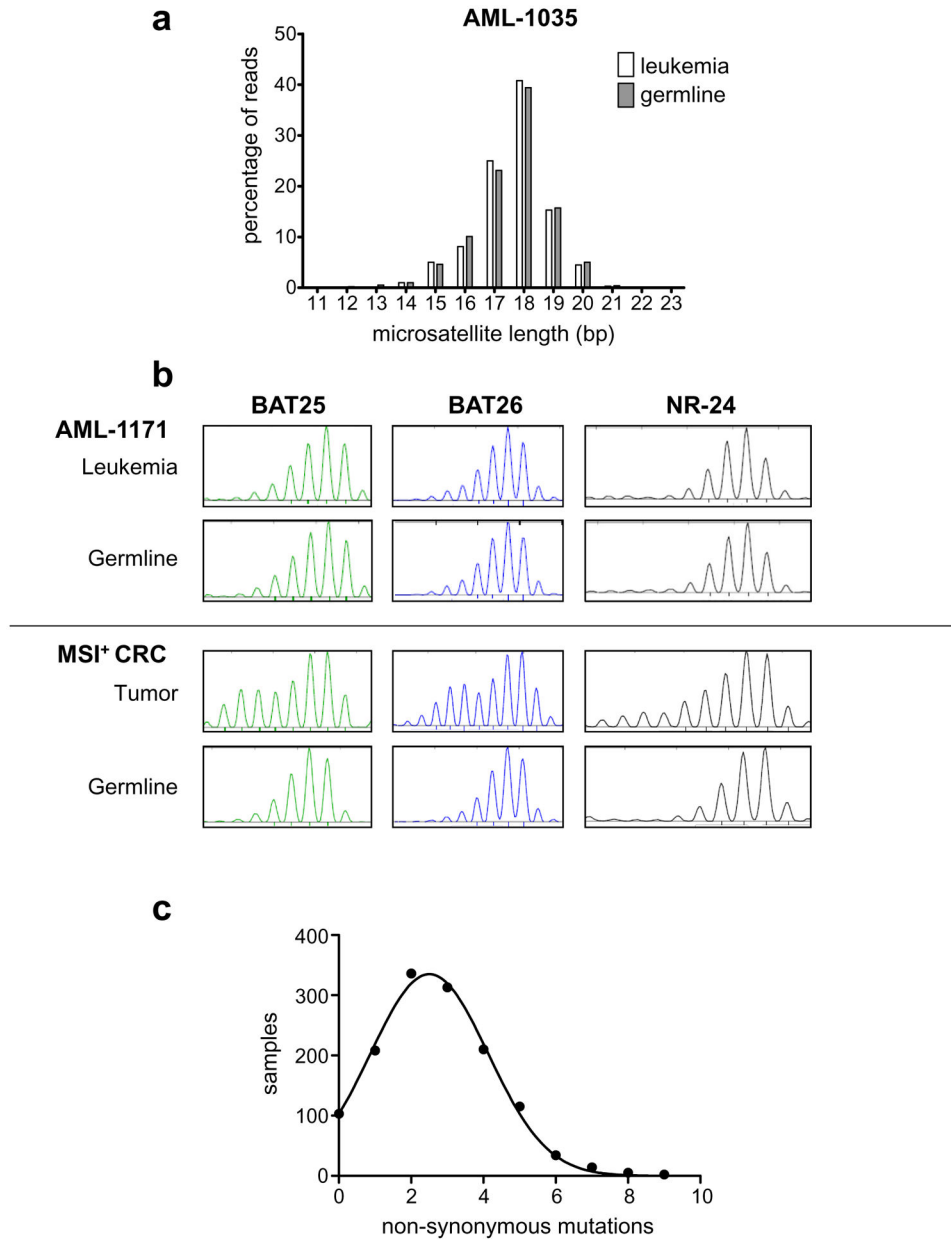 a
AML-1035
50
40
30
20
10
0
percentage of reads
leukemia
germline
11 12 13 14 15 16 17 18 19 20 21 22 23
microsatellite length (bp)
b
BAT25 BAT26 NR-24
AML-1171
Leukemia
Germline
MSI⁺ CRC
Tumor
Germline
c
400
300
200
100
0
samples
0 2 4 6 8 10
non-synonymous mutations